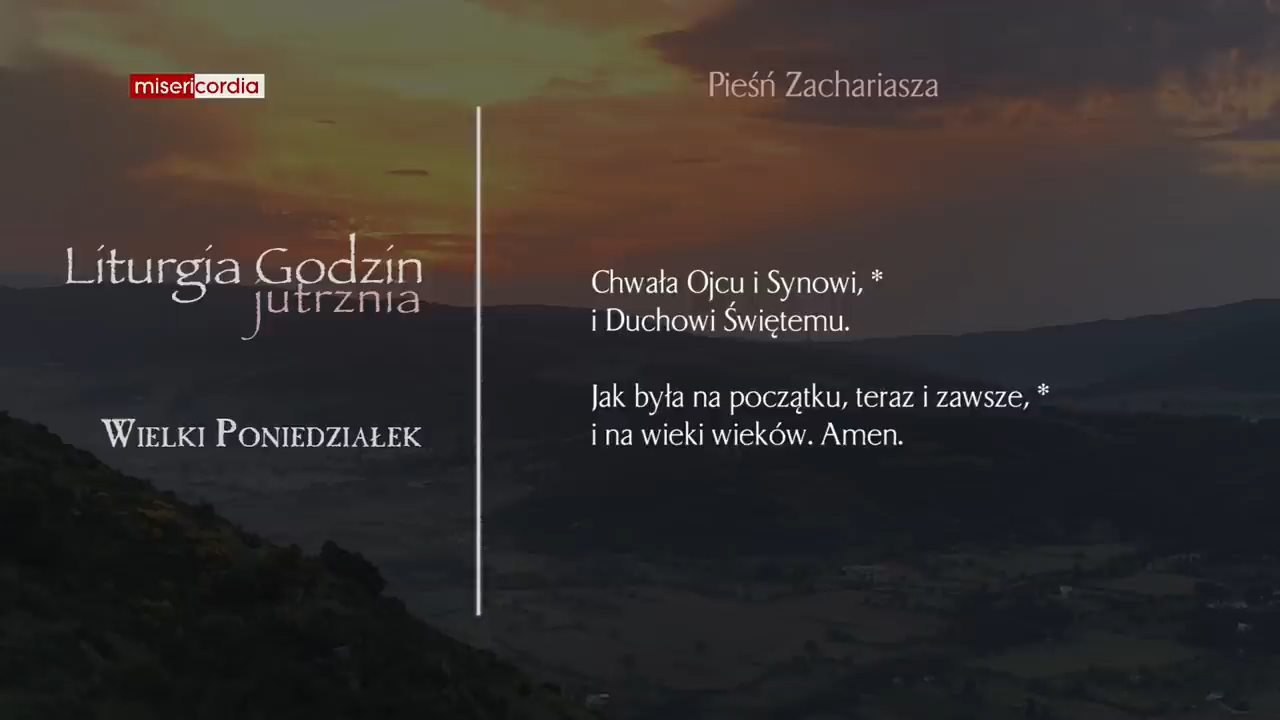 misericordia
Pieśń Zachariasza
Liturgia Godzin
jutrznia
Wielki Poniedziałek
Chwała Ojcu i Synowi, *
i Duchowi Świętemu.
Jak była na początku, teraz i zawsze, *
i na wieki wieków. Amen.